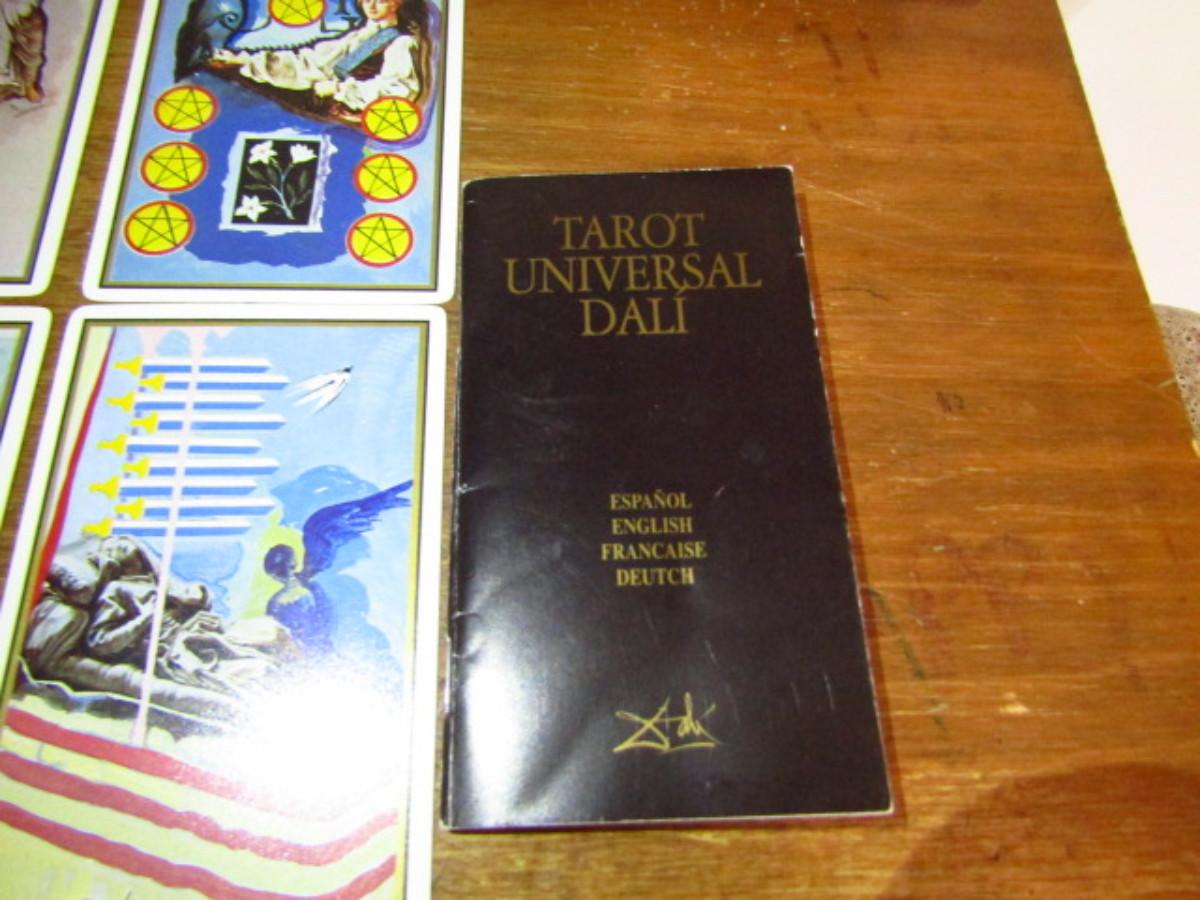 TAROT
UNIVERSAL
DALÍ
ESPAÑOL
ENGLISH
FRANCAISE
DEUTCH
Dalí